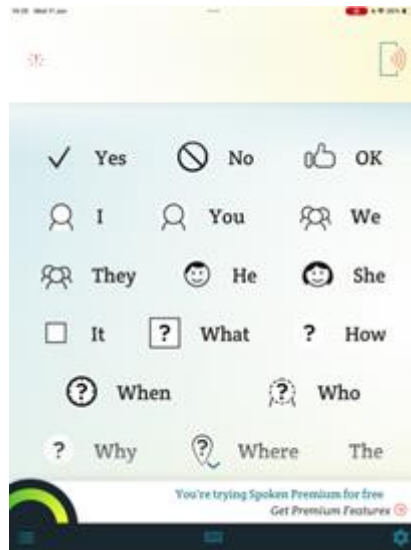 Yes No OK
I You We
They He She
It ? What ? How
? When ? Who
? Why ? Where The
You're trying Spoken Premium for free
Get Premium Features